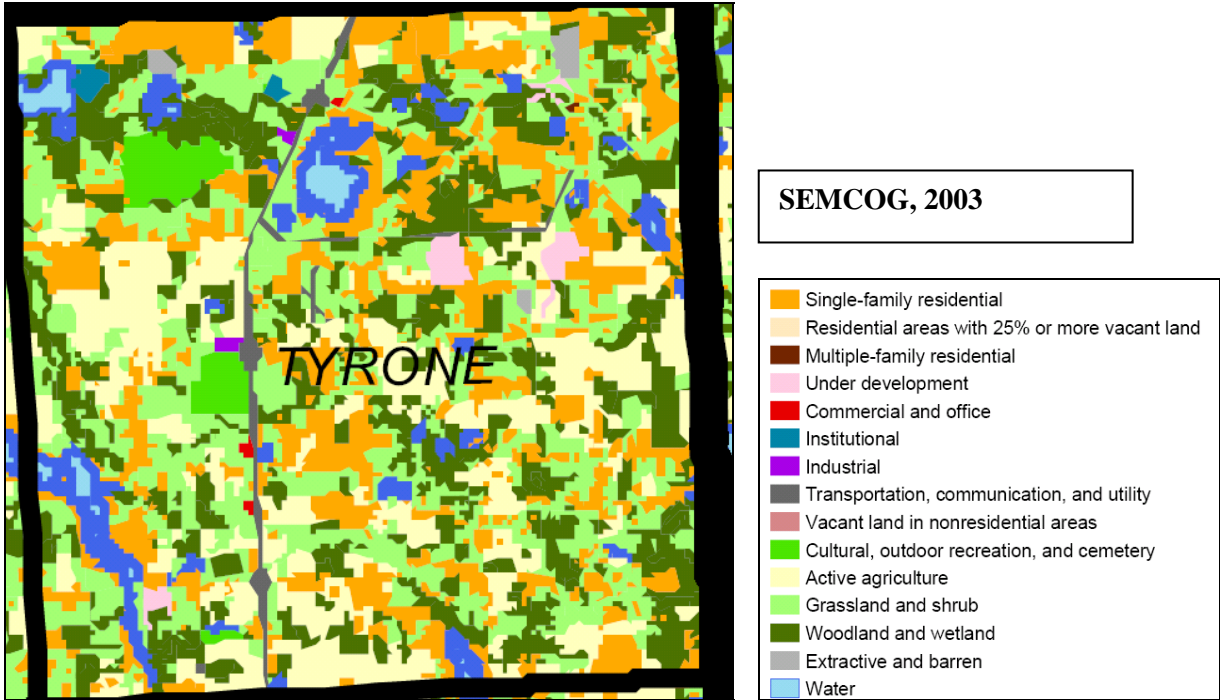 TYRONE
SEMCOG, 2003
Single-family residential
Residential areas with 25% or more vacant land
Multiple-family residential
Under development
Commercial and office
Institutional
Industrial
Transportation, communication, and utility
Vacant land in nonresidential areas
Cultural, outdoor recreation, and cemetery
Active agriculture
Grassland and shrub
Woodland and wetland
Extractive and barren
Water